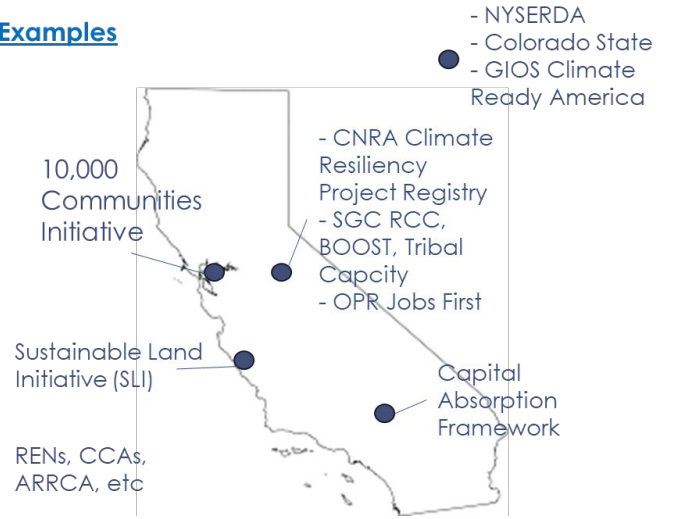 Examples
- NYSERDA
- Colorado State
- GIOS Climate
Ready America
- CNRA Climate
Resiliency
Project Registry
- SGC RCC,
BOOST, Tribal
Capcity
- OPR Jobs First
10,000
Communities
Initiative
Sustainable Land
Initiative (SLI)
Capital
Absorption
Framework
RENs, CCAs,
ARRCA, etc